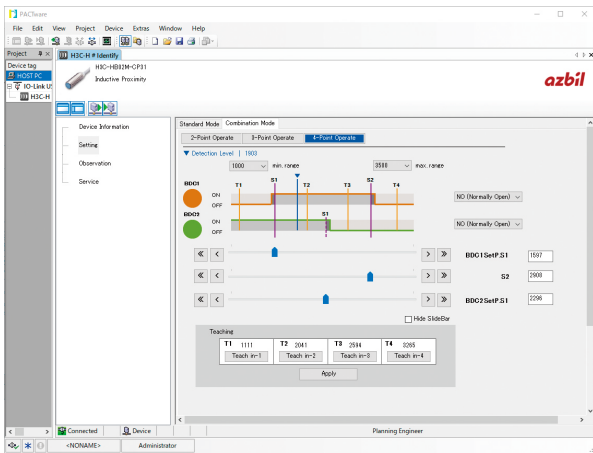 PACTware
File Edit View Project Device Extras Window Help
Project
H3C-H # Identify
Device tag
HOST PC
IO-Link US
H3C-H
H3C-HB02M-CP31
Inductive Proximity
azbil
Device Information
Setting
Observation
Service
Standard Mode Combination Mode
2-Point Operate 3-Point Operate 4-Point Operate
▼ Detection Level | 1803
1000 min. range 3500 max. range
BDC1 ON OFF T1 S1 T2 T3 S2 T4 NO (Normally Open)
BDC2 ON OFF S1 NO (Normally Open)
BDC1SetP.S1 1597
S2 2908
BDC2SetP.S1 2296
Hide SlideBar
Teaching
T1 1111 T2 2041 T3 2594 T4 3265
Teach in-1 Teach in-2 Teach in-3 Teach in-4
Apply
Connected Device Planning Engineer
<NONAME> Administrator